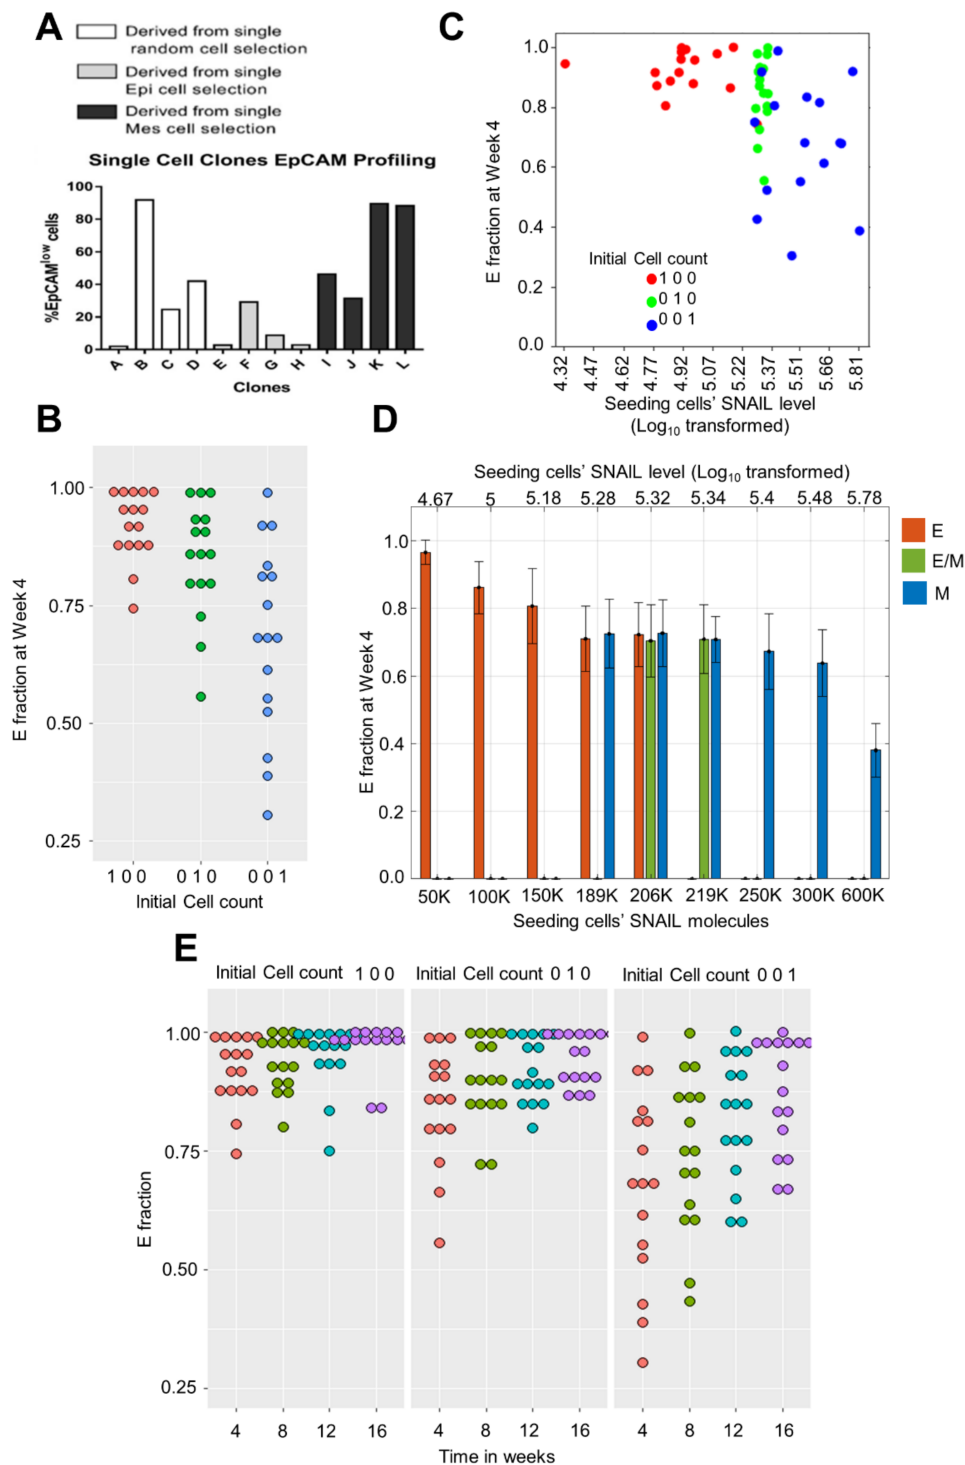 A
Derived from single
random cell selection
Derived from single
Epi cell selection
Derived from single
Mes cell selection
Single Cell Clones EpCAM Profiling
%EpCAMlow cells
100
80
60
40
20
0
A B C D E F G H I J K L
Clones
B
E fraction at Week 4
1.00
0.75
0.50
0.25
1 0 0 0 1 0 0 0 1
Initial Cell count
C
E fraction at Week 4
1.0
0.8
0.6
0.4
0.2
0.0
Initial Cell count
1 0 0
0 1 0
0 0 1
4.32 4.47 4.62 4.77 4.92 5.07 5.22 5.37 5.51 5.66 5.81
Seeding cells' SNAIL level
(Log10 transformed)
D
Seeding cells' SNAIL level (Log10 transformed)
4.67 5 5.18 5.28 5.32 5.34 5.4 5.48 5.78
E fraction at Week 4
1.0
0.8
0.6
0.4
0.2
0.0
E
E/M
M
50K 100K 150K 189K 206K 219K 250K 300K 600K
Seeding cells' SNAIL molecules
E
Initial Cell count 1 0 0
Initial Cell count 0 1 0
Initial Cell count 0 0 1
E fraction
1.00
0.75
0.50
0.25
4 8 12 16 4 8 12 16 4 8 12 16
Time in weeks